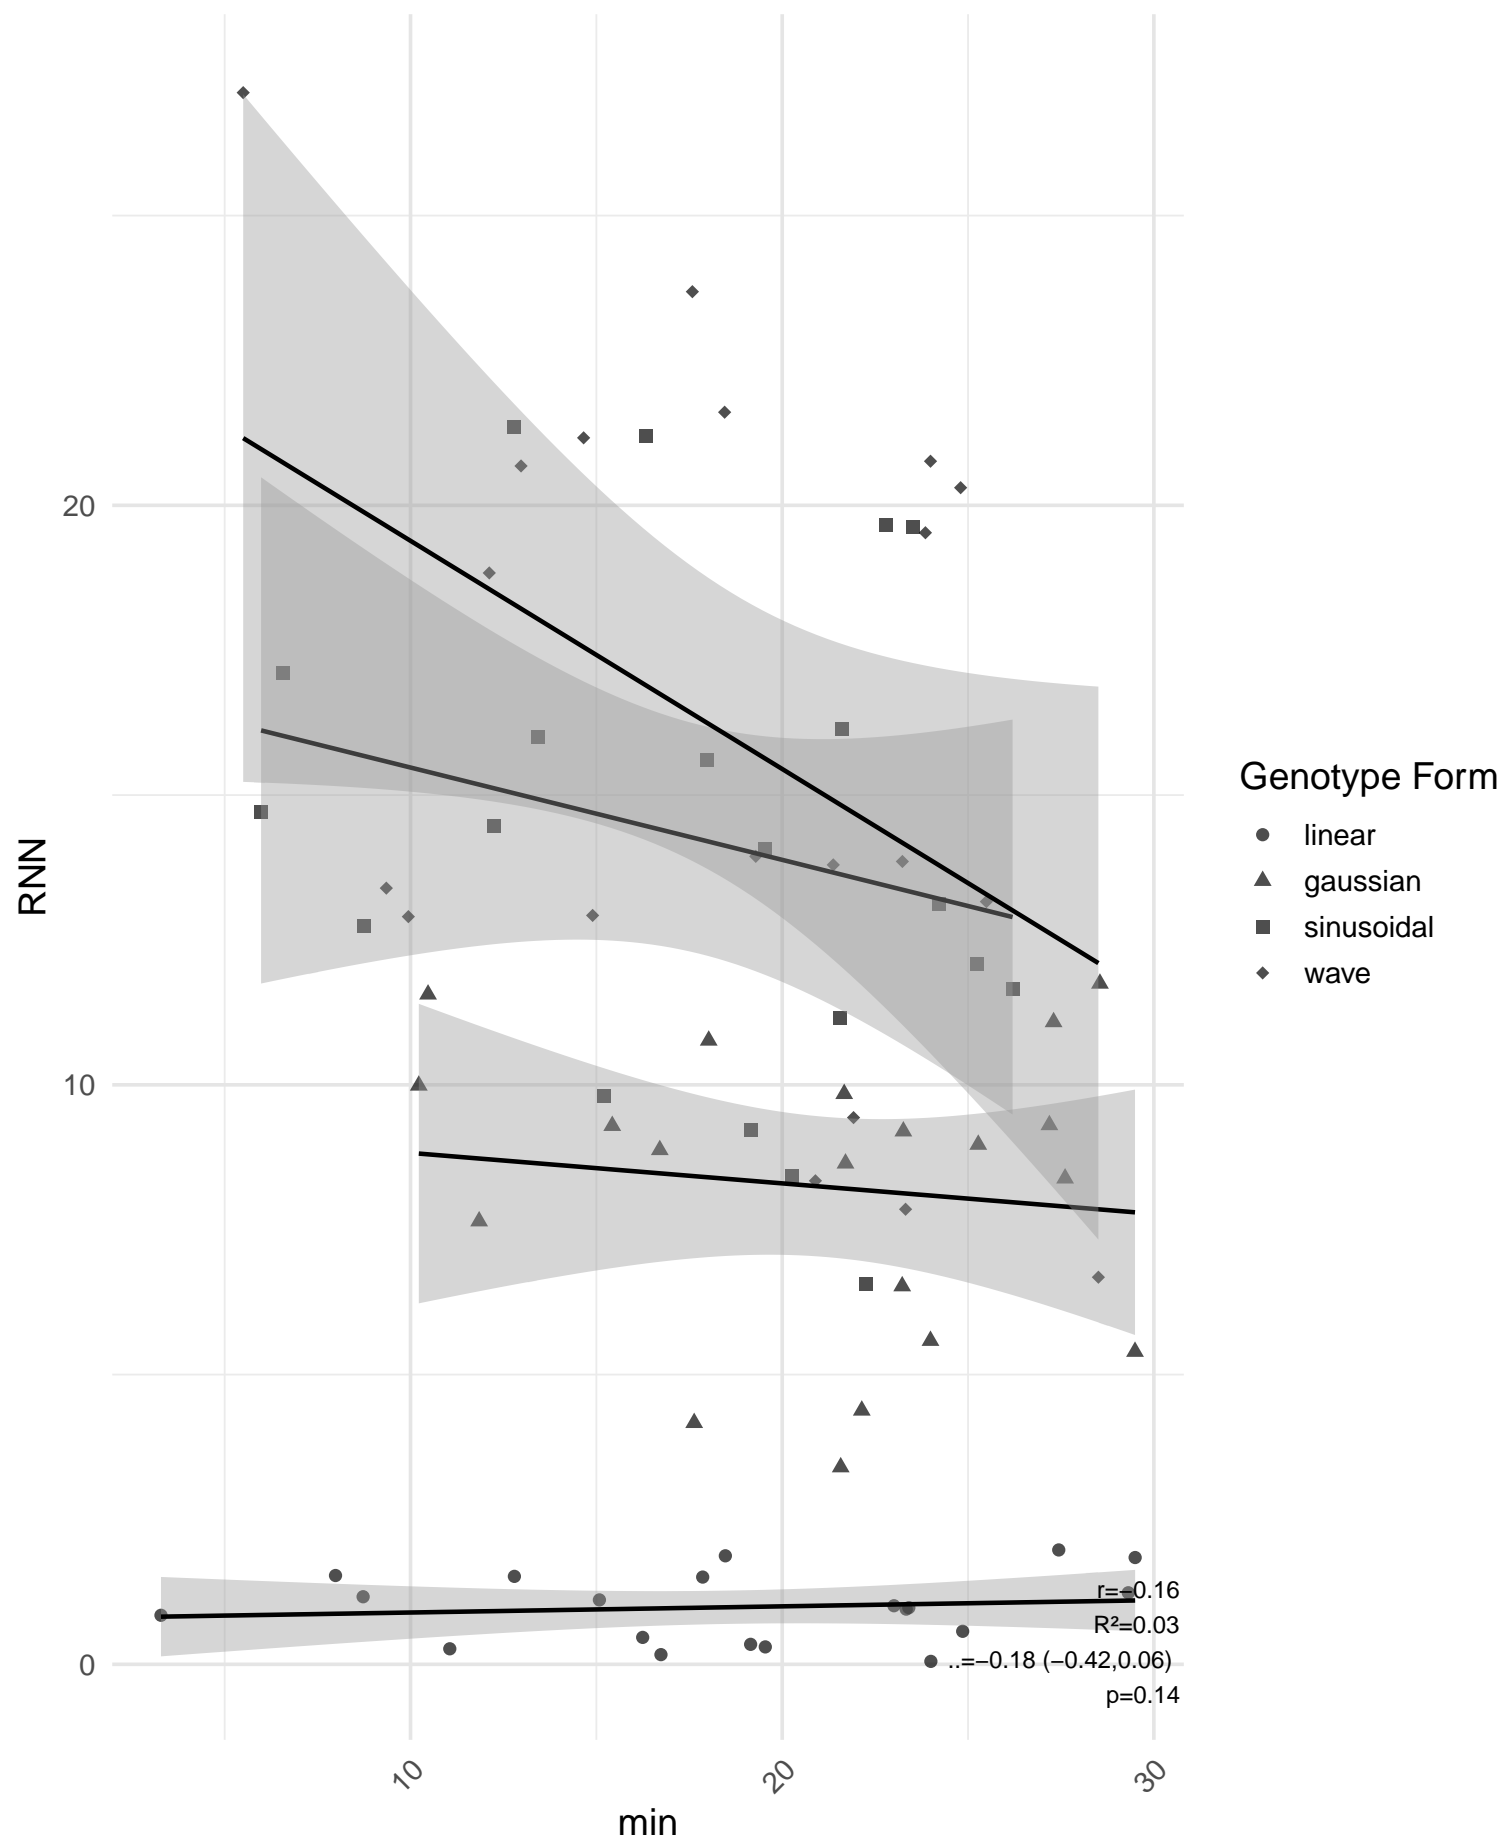 RNN
20
10
0
10
20
30
min
Genotype Form
linear
gaussian
sinusoidal
wave
r=−0.16
R²=0.03
..=−0.18 (−0.42,0.06)
p=0.14